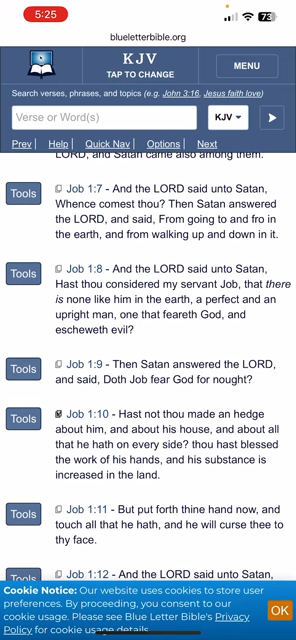 5:25
73
blueletterbible.org
KJV
TAP TO CHANGE
MENU
Search verses, phrases, and topics (e.g. John 3:16, Jesus faith love)
Verse or Word(s)
KJV
Prev | Help | Quick Nav | Options | Next
LORD, and Satan came also among them.
Tools
Job 1:7 - And the LORD said unto Satan,
Whence comest thou? Then Satan answered
the LORD, and said, From going to and fro in
the earth, and from walking up and down in it.
Tools
Job 1:8 - And the LORD said unto Satan,
Hast thou considered my servant Job, that there
is none like him in the earth, a perfect and an
upright man, one that feareth God, and
escheweth evil?
Tools
Job 1:9 - Then Satan answered the LORD,
and said, Doth Job fear God for nought?
Tools
Job 1:10 - Hast not thou made an hedge
about him, and about his house, and about all
that he hath on every side? thou hast blessed
the work of his hands, and his substance is
increased in the land.
Tools
Job 1:11 - But put forth thine hand now, and
touch all that he hath, and he will curse thee to
thy face.
Tools
Job 1:12 - And the LORD said unto Satan,
Cookie Notice: Our website uses cookies to store user
preferences. By proceeding, you consent to our
cookie usage. Please see Blue Letter Bible's Privacy
Policy for cookie usage details.
OK